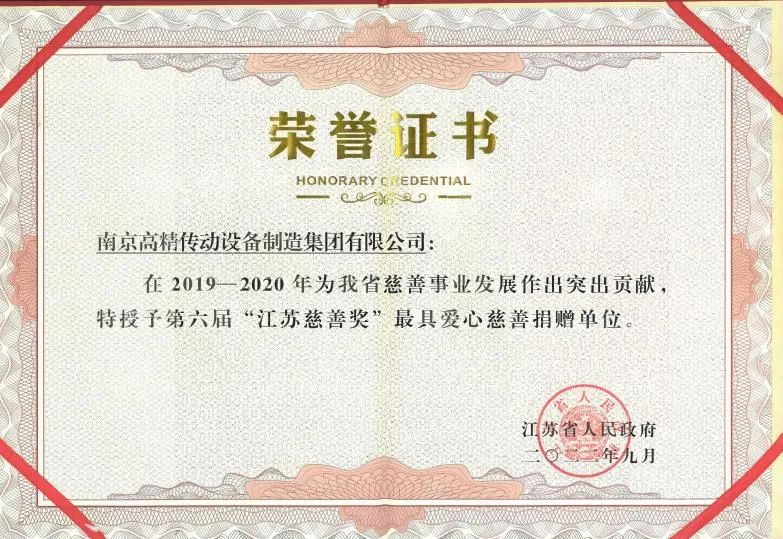 荣誉证书
HONORARY CREDENTIAL
南京高精传动设备制造集团有限公司：
在 2019—2020 年为我省慈善事业发展作出突出贡献，
特授予第六届“江苏慈善奖”最具爱心慈善捐赠单位。
省人民
江苏省人民政府
二〇二二年九月